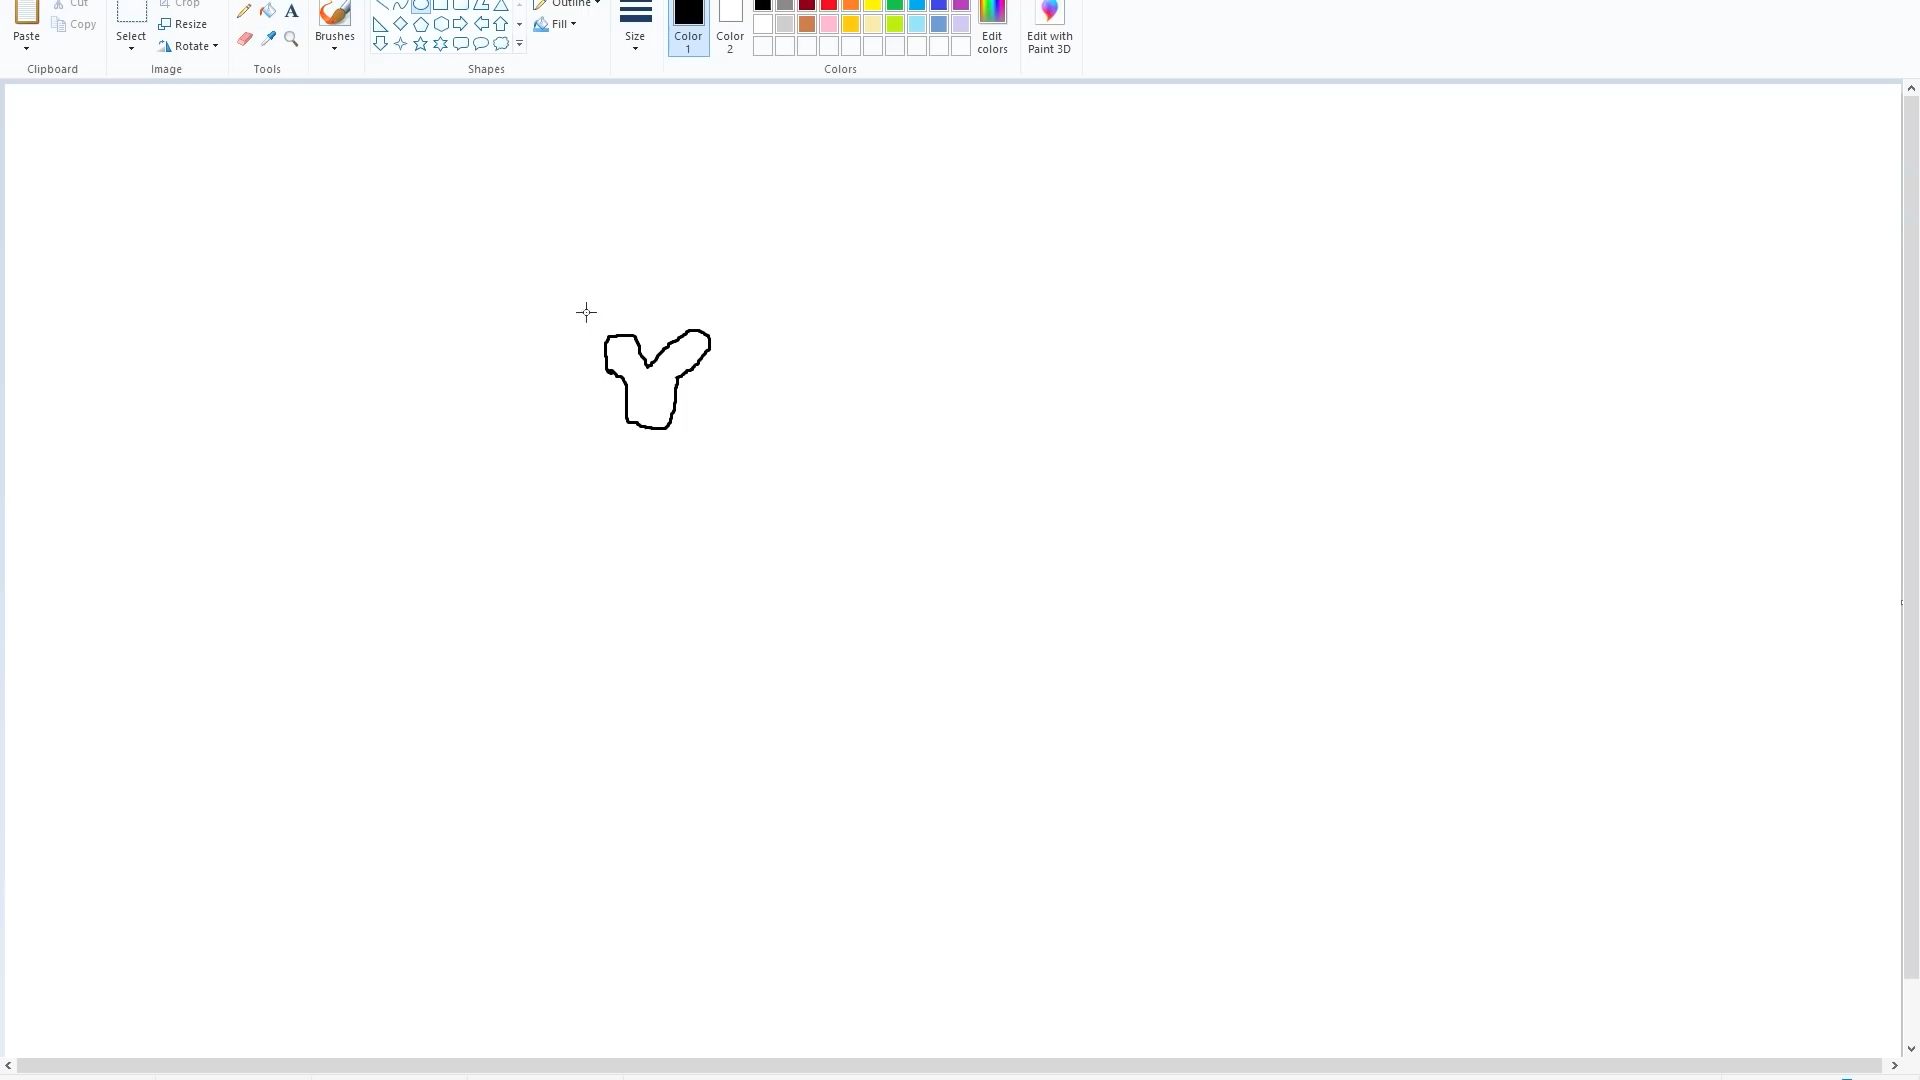 Cut
Crop
Outline
Paste
Copy
Select
Resize
Rotate
Brushes
Fill
Size
Color 1
Color 2
Edit colors
Edit with Paint 3D
Clipboard
Image
Tools
Shapes
Colors
A
Y